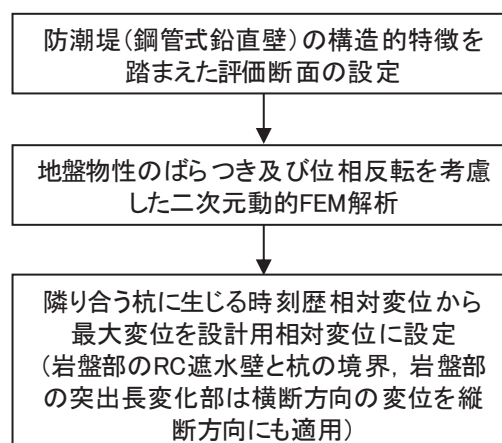 防潮堤(鋼管式鉛直壁)の構造的特徴を
踏まえた評価断面の設定
地盤物性のばらつき及び位相反転を考慮
した二次元動的FEM解析
隣り合う杭に生じる時刻歴相対変位から
最大変位を設計用相対変位に設定
(岩盤部のRC遮水壁と杭の境界,岩盤部
の突出長変化部は横断方向の変位を縦
断方向にも適用)